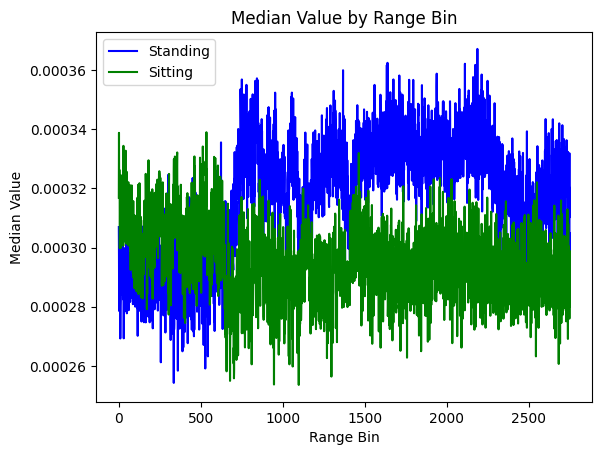 Median Value by Range Bin
Standing
Sitting
Median Value
0.00036
0.00034
0.00032
0.00030
0.00028
0.00026
0
500
1000
1500
2000
2500
Range Bin